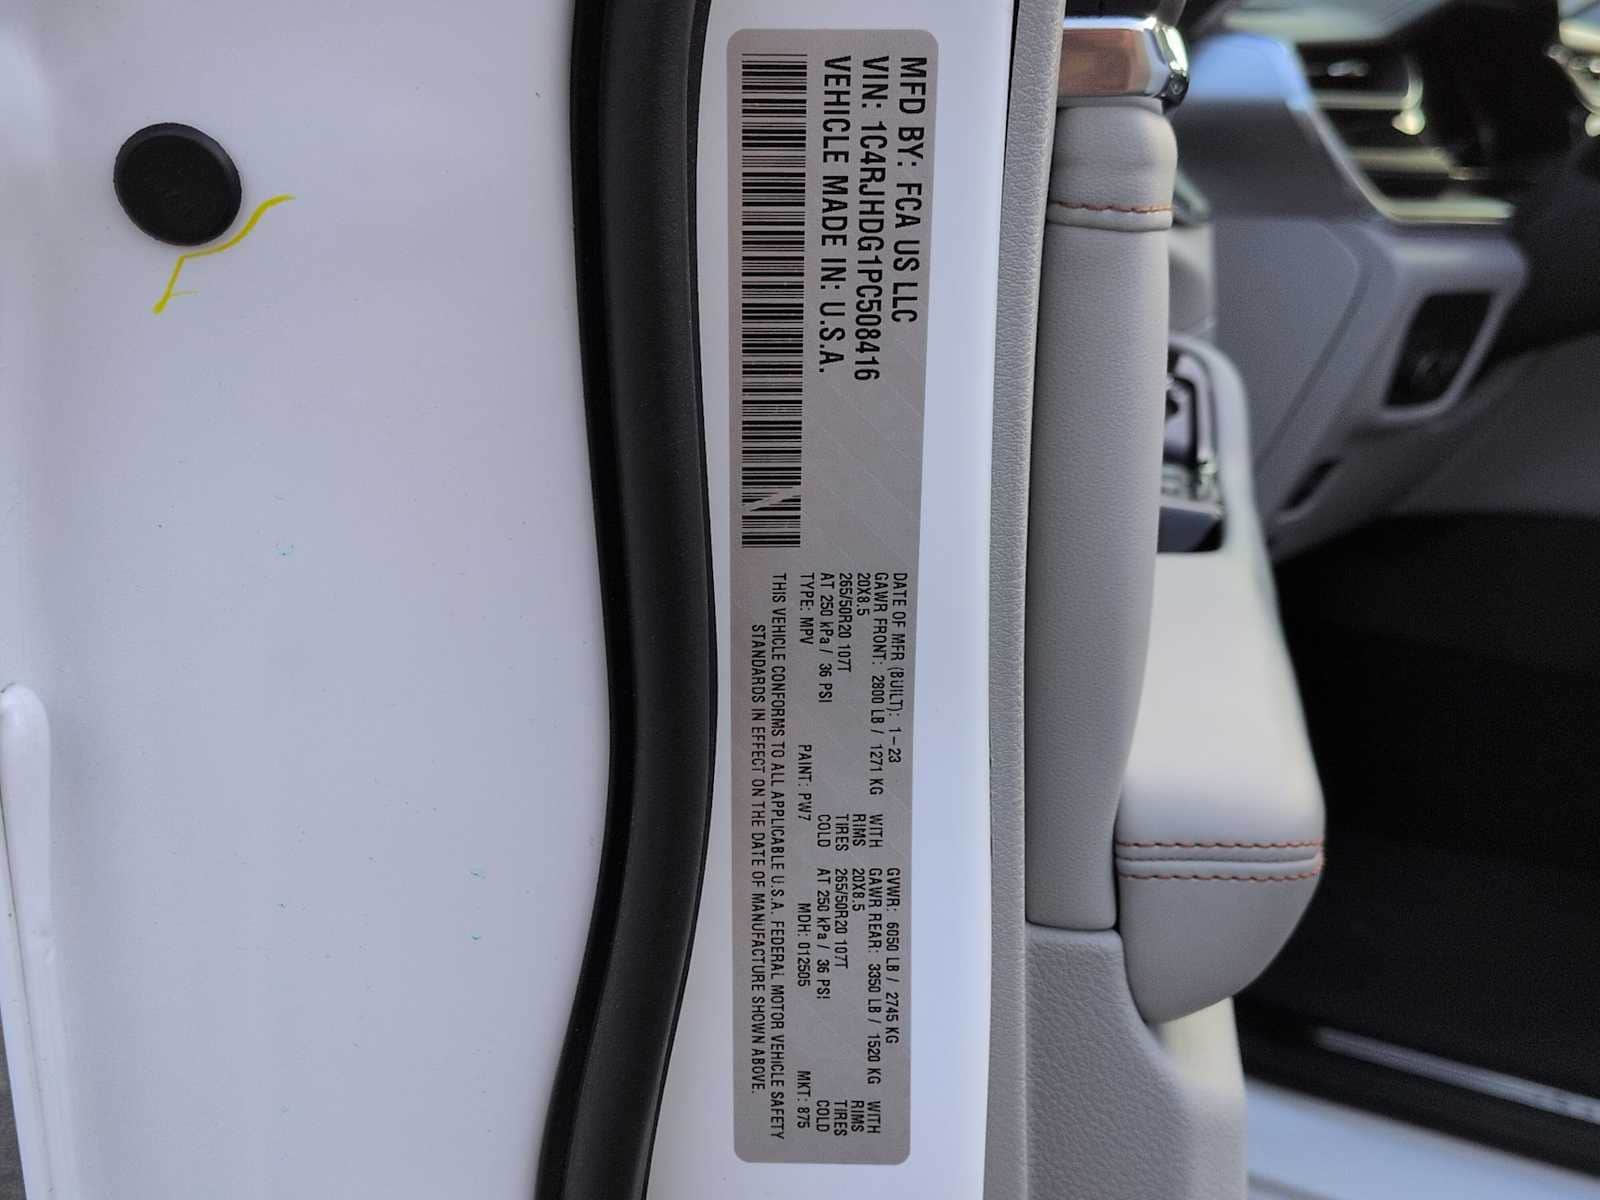 MFD BY: FCA US LLC
VIN: 1C4RJHDG1PC508416
VEHICLE MADE IN: U.S.A.
DATE OF MFR (BUILT): 1-23 GVWR: 6050 LB / 2745 KG
GAWR FRONT: 2800 LB / 1271 KG WITH GAWR REAR: 3350 LB / 1520 KG WITH
20X8.5 RIMS 20X8.5 RIMS
265/50R20 107T TIRES 265/50R20 107T TIRES
AT 250 kPa / 36 PSI COLD AT 250 kPa / 36 PSI COLD
TYPE: MPV PAINT: PW7 MDH: 012505 MKT: 875
THIS VEHICLE CONFORMS TO ALL APPLICABLE U.S.A. FEDERAL MOTOR VEHICLE SAFETY
STANDARDS IN EFFECT ON THE DATE OF MANUFACTURE SHOWN ABOVE.